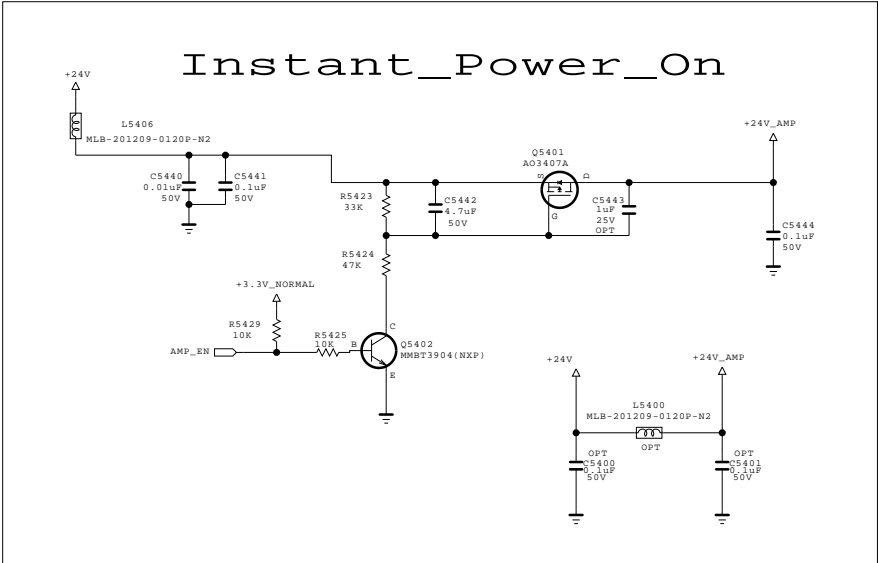 Instant_Power_On
+24V
L5406
MLB-201209-0120P-N2
C5440
0.01uF
50V
C5441
0.1uF
50V
R5423
33K
C5442
4.7uF
50V
Q5401
AO3407A
S
D
G
C5443
1uF
25V
OPT
+24V_AMP
C5444
0.1uF
50V
R5424
47K
+3.3V_NORMAL
R5429
10K
AMP_EN
R5425
10K
B
C
E
Q5402
MMBT3904(NXP)
+24V
+24V_AMP
L5400
MLB-201209-0120P-N2
OPT
OPT
C5400
0.1uF
50V
OPT
C5401
0.1uF
50V